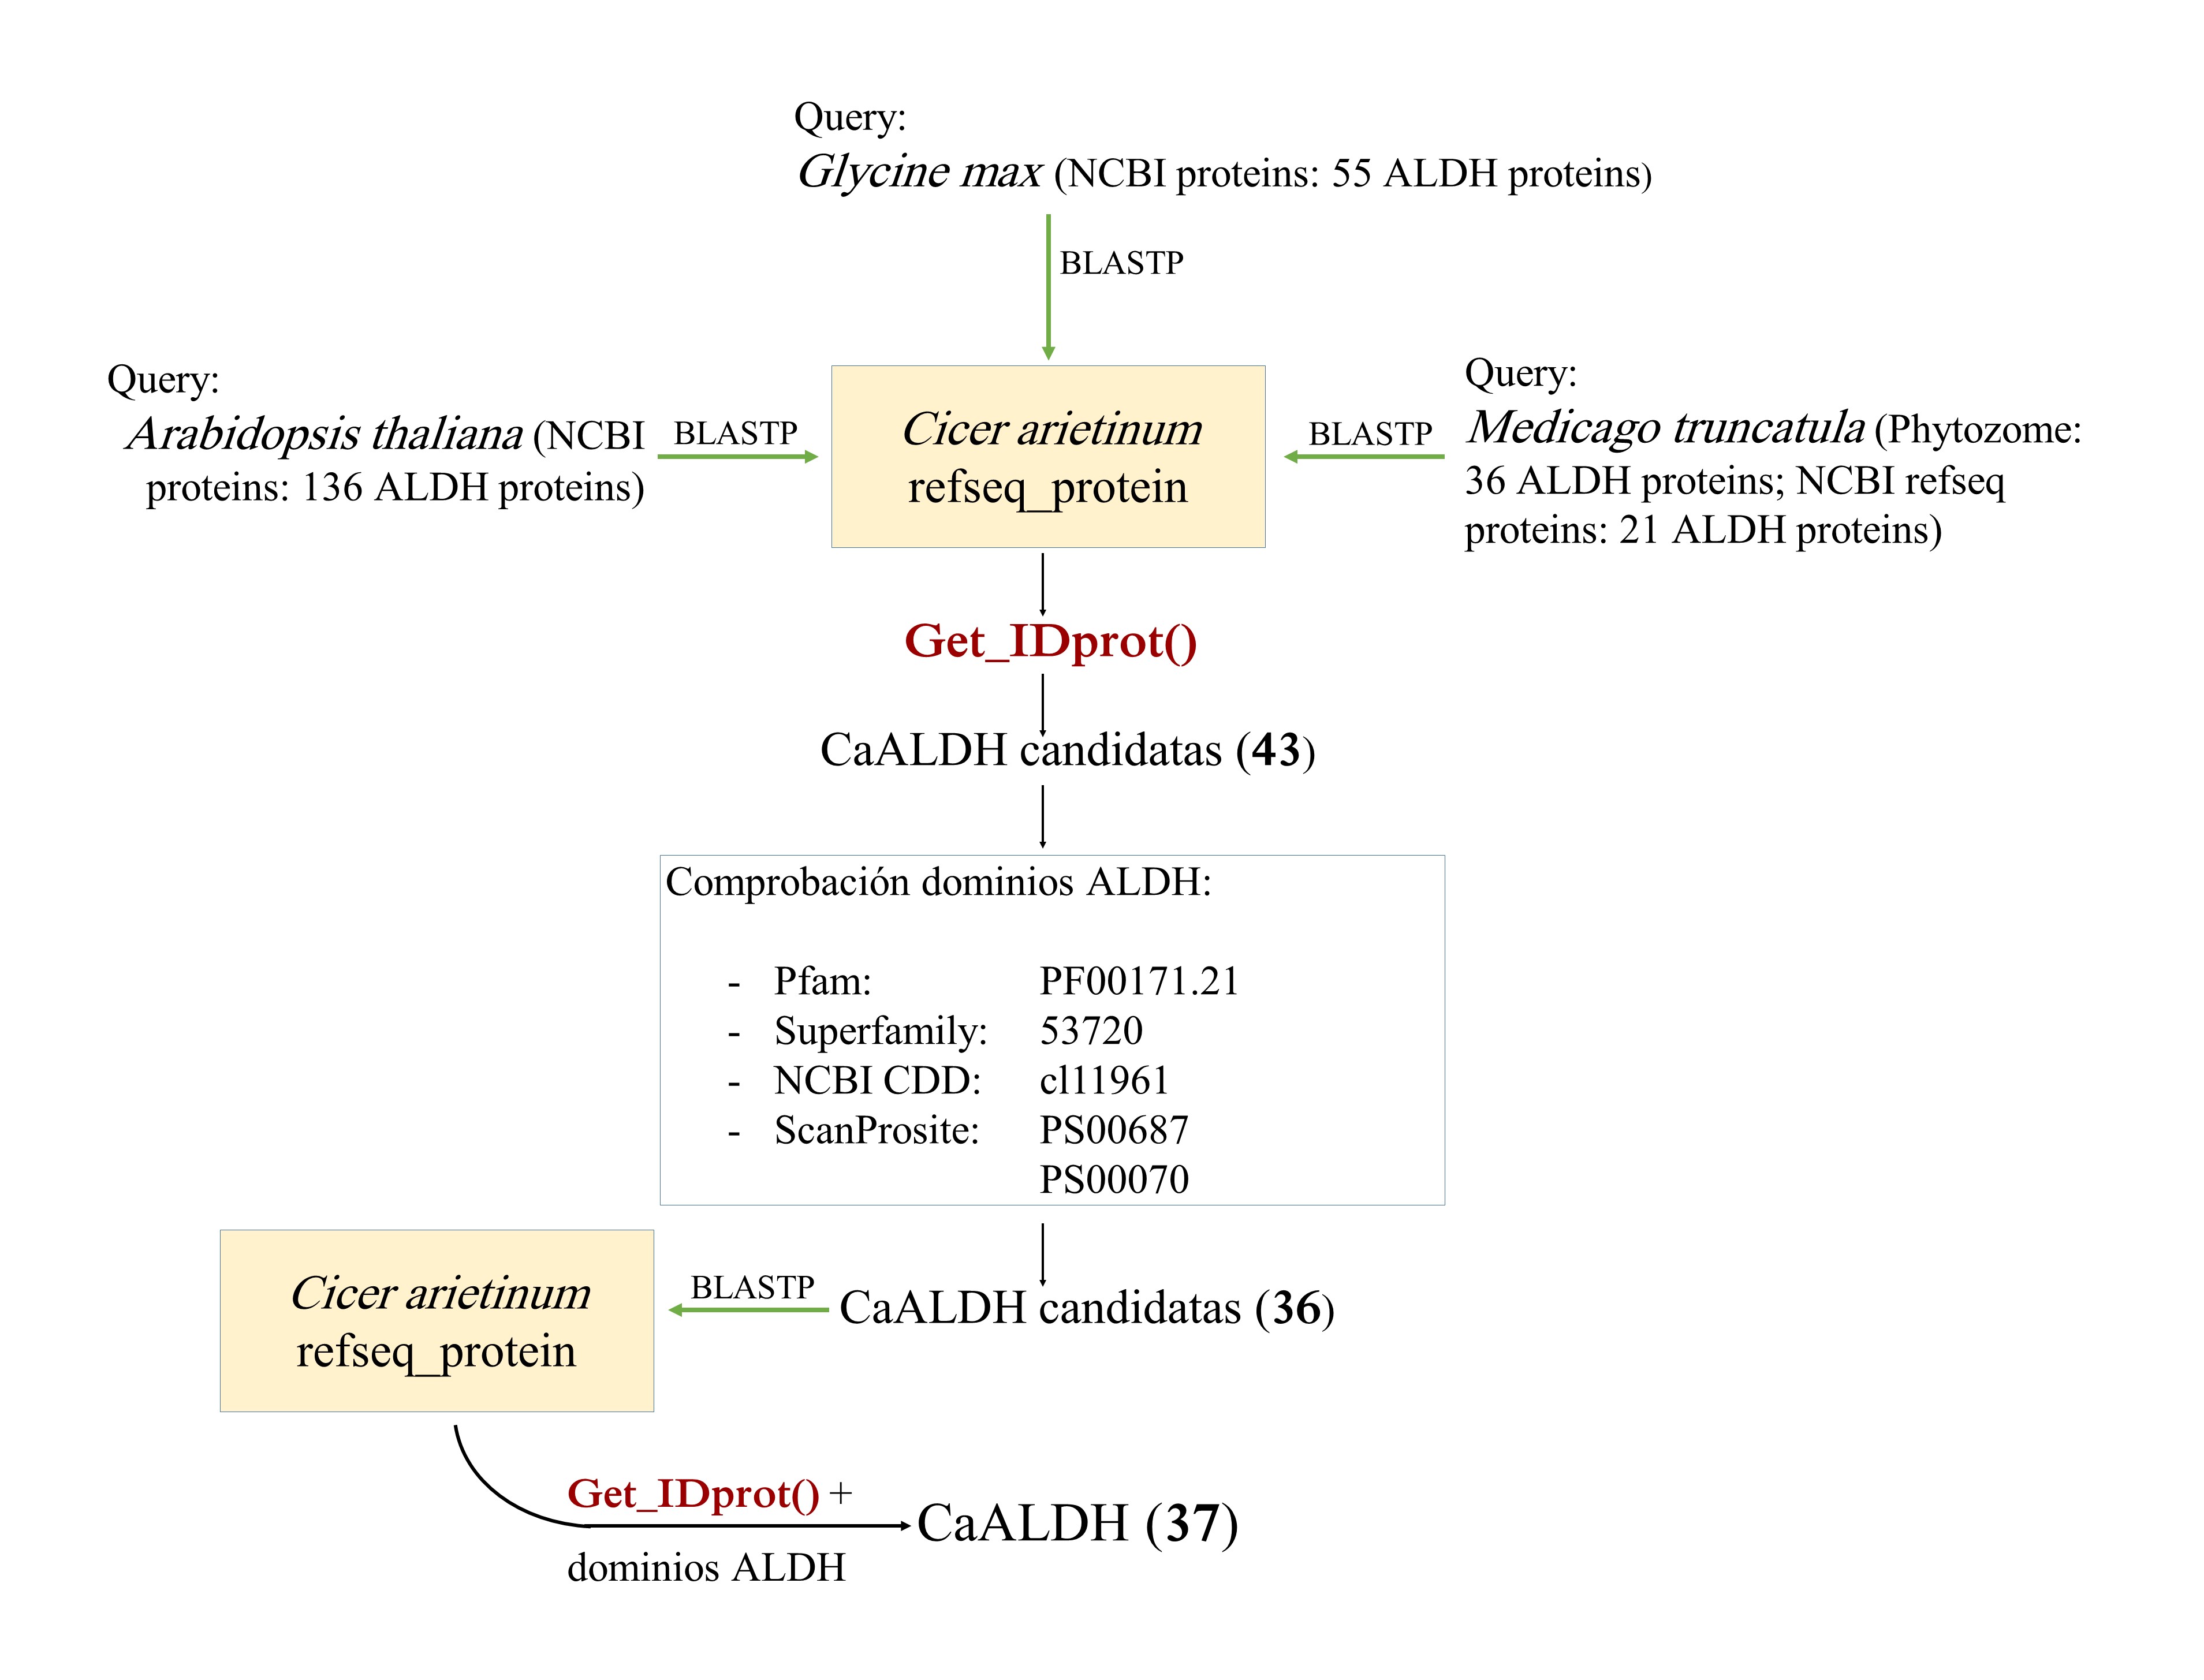 Query:
Glycine max (NCBI proteins: 55 ALDH proteins)
BLASTP
Query:
Arabidopsis thaliana (NCBI
proteins: 136 ALDH proteins)
BLASTP
Cicer arietinum
refseq_protein
BLASTP
Query:
Medicago truncatula (Phytozome:
36 ALDH proteins; NCBI refseq
proteins: 21 ALDH proteins)
Get_IDprot()
CaALDH candidatas (43)
Comprobación dominios ALDH:
- Pfam: PF00171.21
- Superfamily: 53720
- NCBI CDD: cl11961
- ScanProsite: PS00687
PS00070
CaALDH candidatas (36)
BLASTP
Cicer arietinum
refseq_protein
Get_IDprot() +
dominios ALDH
CaALDH (37)